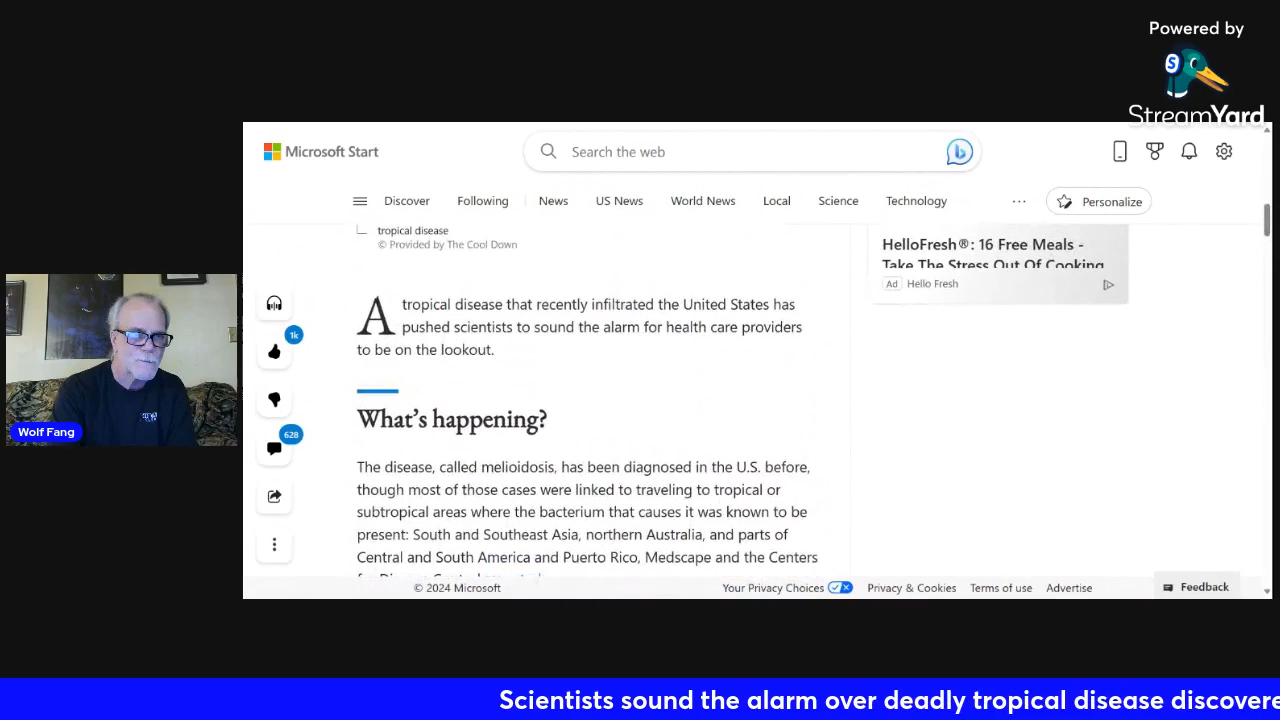 Powered by
StreamYard
Microsoft Start
Search the web
Discover
Following
News
US News
World News
Local
Science
Technology
...
Personalize
tropical disease
© Provided by The Cool Down
HelloFresh®: 16 Free Meals -
Take The Stress Out Of Cooking
Ad Hello Fresh
A tropical disease that recently infiltrated the United States has
pushed scientists to sound the alarm for health care providers
to be on the lookout.
1k
628
What's happening?
The disease, called melioidosis, has been diagnosed in the U.S. before,
though most of those cases were linked to traveling to tropical or
subtropical areas where the bacterium that causes it was known to be
present: South and Southeast Asia, northern Australia, and parts of
Central and South America and Puerto Rico, Medscape and the Centers
Wolf Fang
© 2024 Microsoft
Your Privacy Choices
Privacy & Cookies
Terms of use
Advertise
Feedback
Scientists sound the alarm over deadly tropical disease discovere